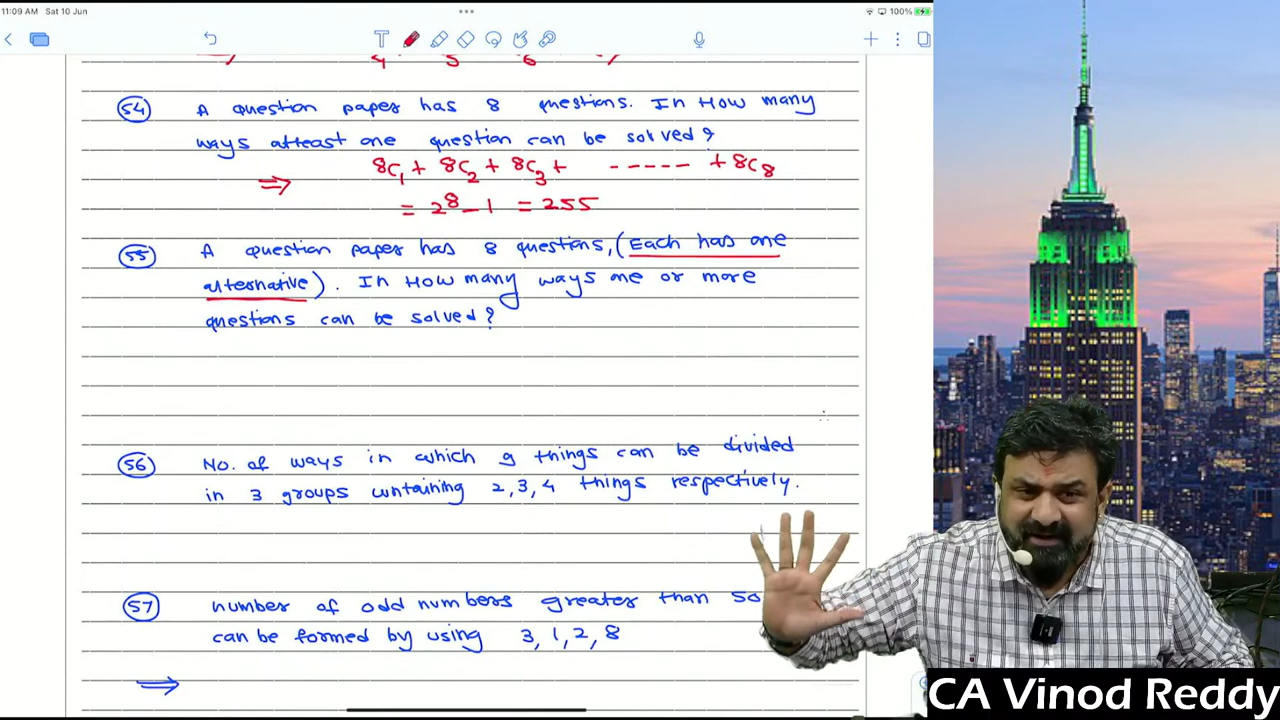 11:09 AM Sat 10 Jun
100%
54 A question paper has 8 questions. In How many
ways atleast one question can be solved?
⇒ 8C1 + 8C2 + 8C3 + ----- + 8C8
= 2^8 - 1 = 255
55 A question paper has 8 questions, (Each has one
alternative). In How many ways one or more
questions can be solved?
56 No. of ways in which 9 things can be divided
in 3 groups containing 2,3,4 things respectively.
57 number of odd numbers greater than
can be formed by using 3, 1, 2, 8
⇒
CA Vinod Reddy